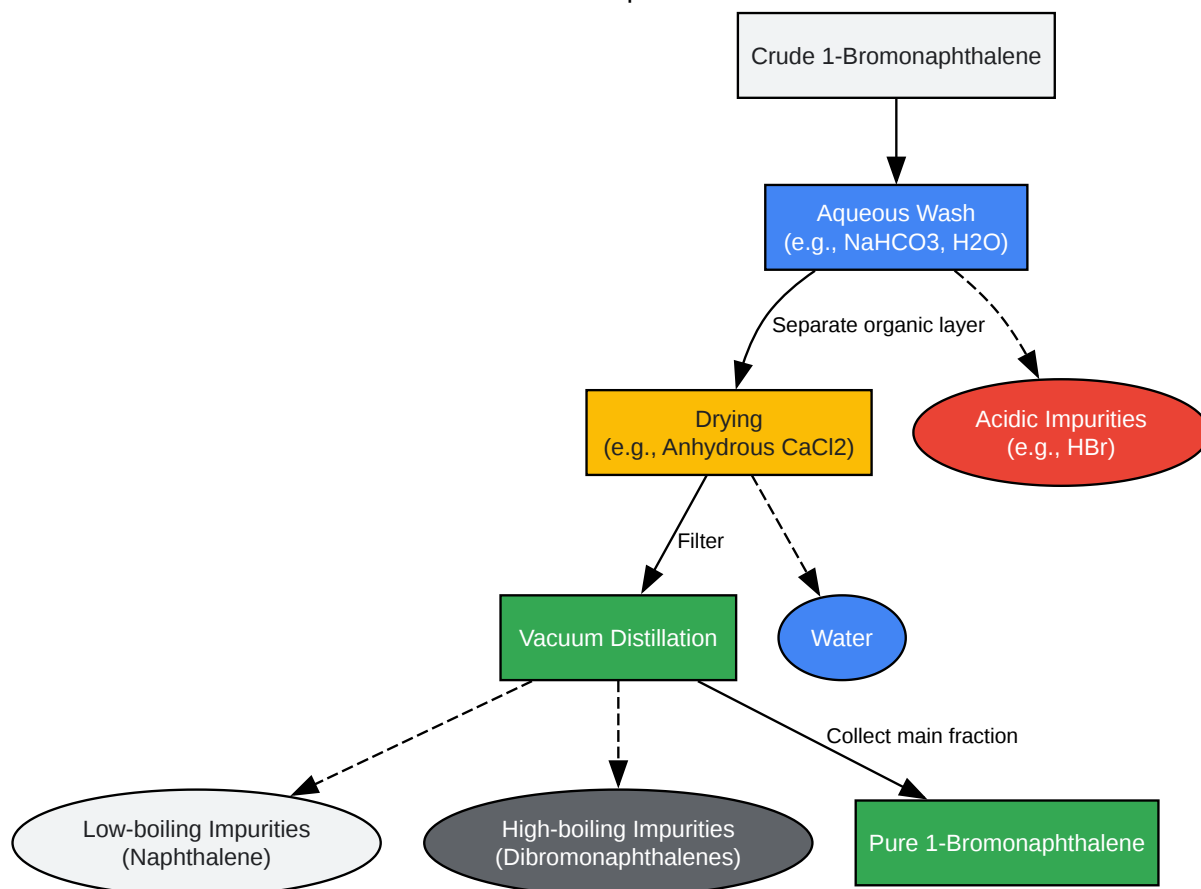 Crude 1-Bromonaphthalene
Aqueous Wash
(e.g., NaHCO3, H2O)
Separate organic layer
Drying
(e.g., Anhydrous CaCl2)
Acidic Impurities
(e.g., HBr)
Filter
Vacuum Distillation
Water
Collect main fraction
Low-boiling Impurities
(Naphthalene)
High-boiling Impurities
(Dibromonaphthalenes)
Pure 1-Bromonaphthalene